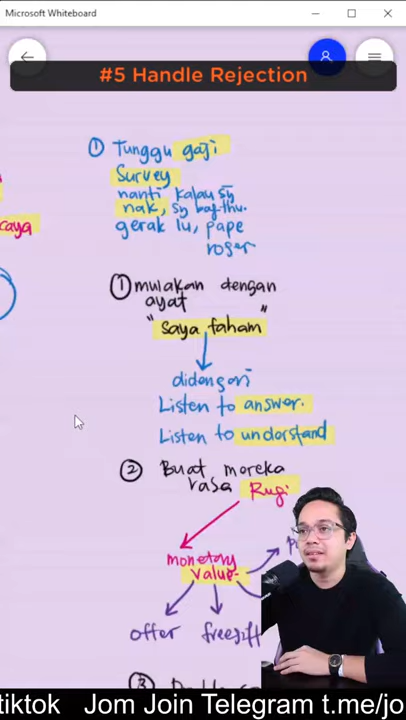 Microsoft Whiteboard
#5 Handle Rejection
① Tunggu gaji
Survey
nanti kalau sy
nak, sy bagithu.
caya
gerak lu, pape
roger
① mulakan dengan
ayat
"saya faham"
didengari
Listen to answer.
Listen to understand
② Buat mereka
rasa Rugi
monetary
value
offer freegift
③
tiktok Jom Join Telegram t.me/jo